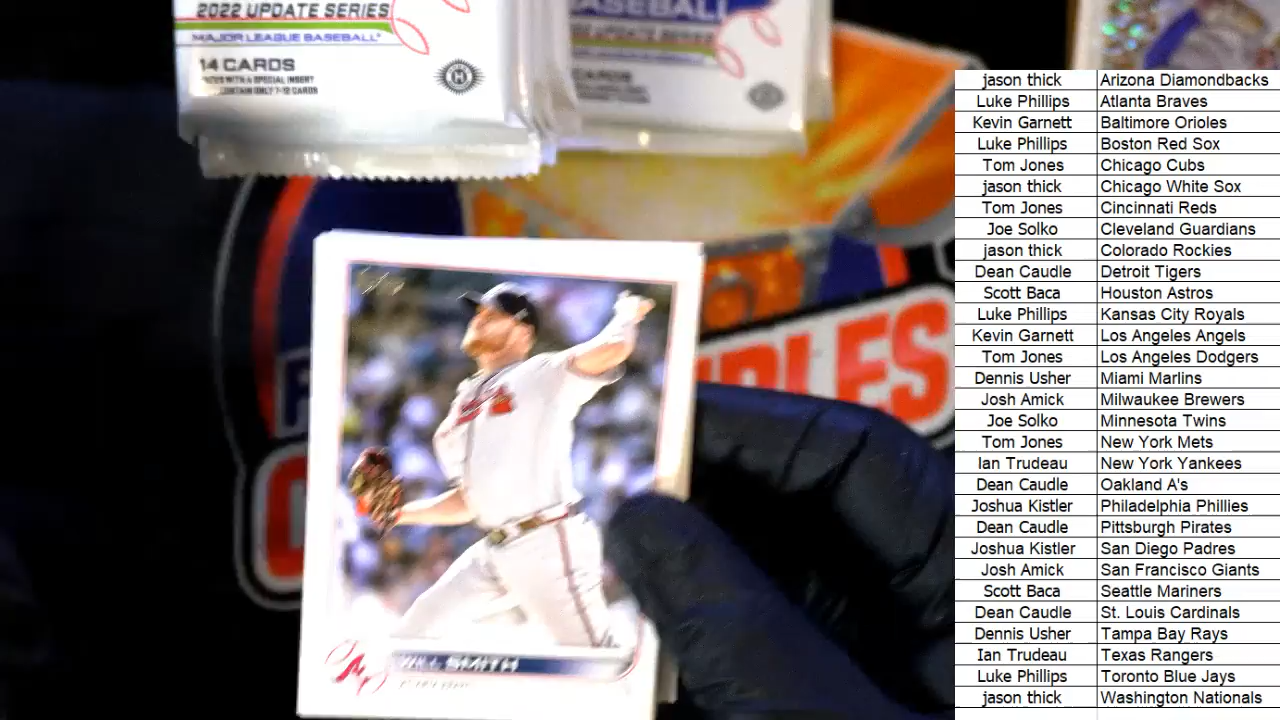 2022 UPDATE SERIES
MAJOR LEAGUE BASEBALL
14 CARDS
BASEBALL
CARDS
WILL SMITH
jason thick Arizona Diamondbacks
Luke Phillips Atlanta Braves
Kevin Garnett Baltimore Orioles
Luke Phillips Boston Red Sox
Tom Jones Chicago Cubs
jason thick Chicago White Sox
Tom Jones Cincinnati Reds
Joe Solko Cleveland Guardians
jason thick Colorado Rockies
Dean Caudle Detroit Tigers
Scott Baca Houston Astros
Luke Phillips Kansas City Royals
Kevin Garnett Los Angeles Angels
Tom Jones Los Angeles Dodgers
Dennis Usher Miami Marlins
Josh Amick Milwaukee Brewers
Joe Solko Minnesota Twins
Tom Jones New York Mets
Ian Trudeau New York Yankees
Dean Caudle Oakland A's
Joshua Kistler Philadelphia Phillies
Dean Caudle Pittsburgh Pirates
Joshua Kistler San Diego Padres
Josh Amick San Francisco Giants
Scott Baca Seattle Mariners
Dean Caudle St. Louis Cardinals
Dennis Usher Tampa Bay Rays
Ian Trudeau Texas Rangers
Luke Phillips Toronto Blue Jays
jason thick Washington Nationals